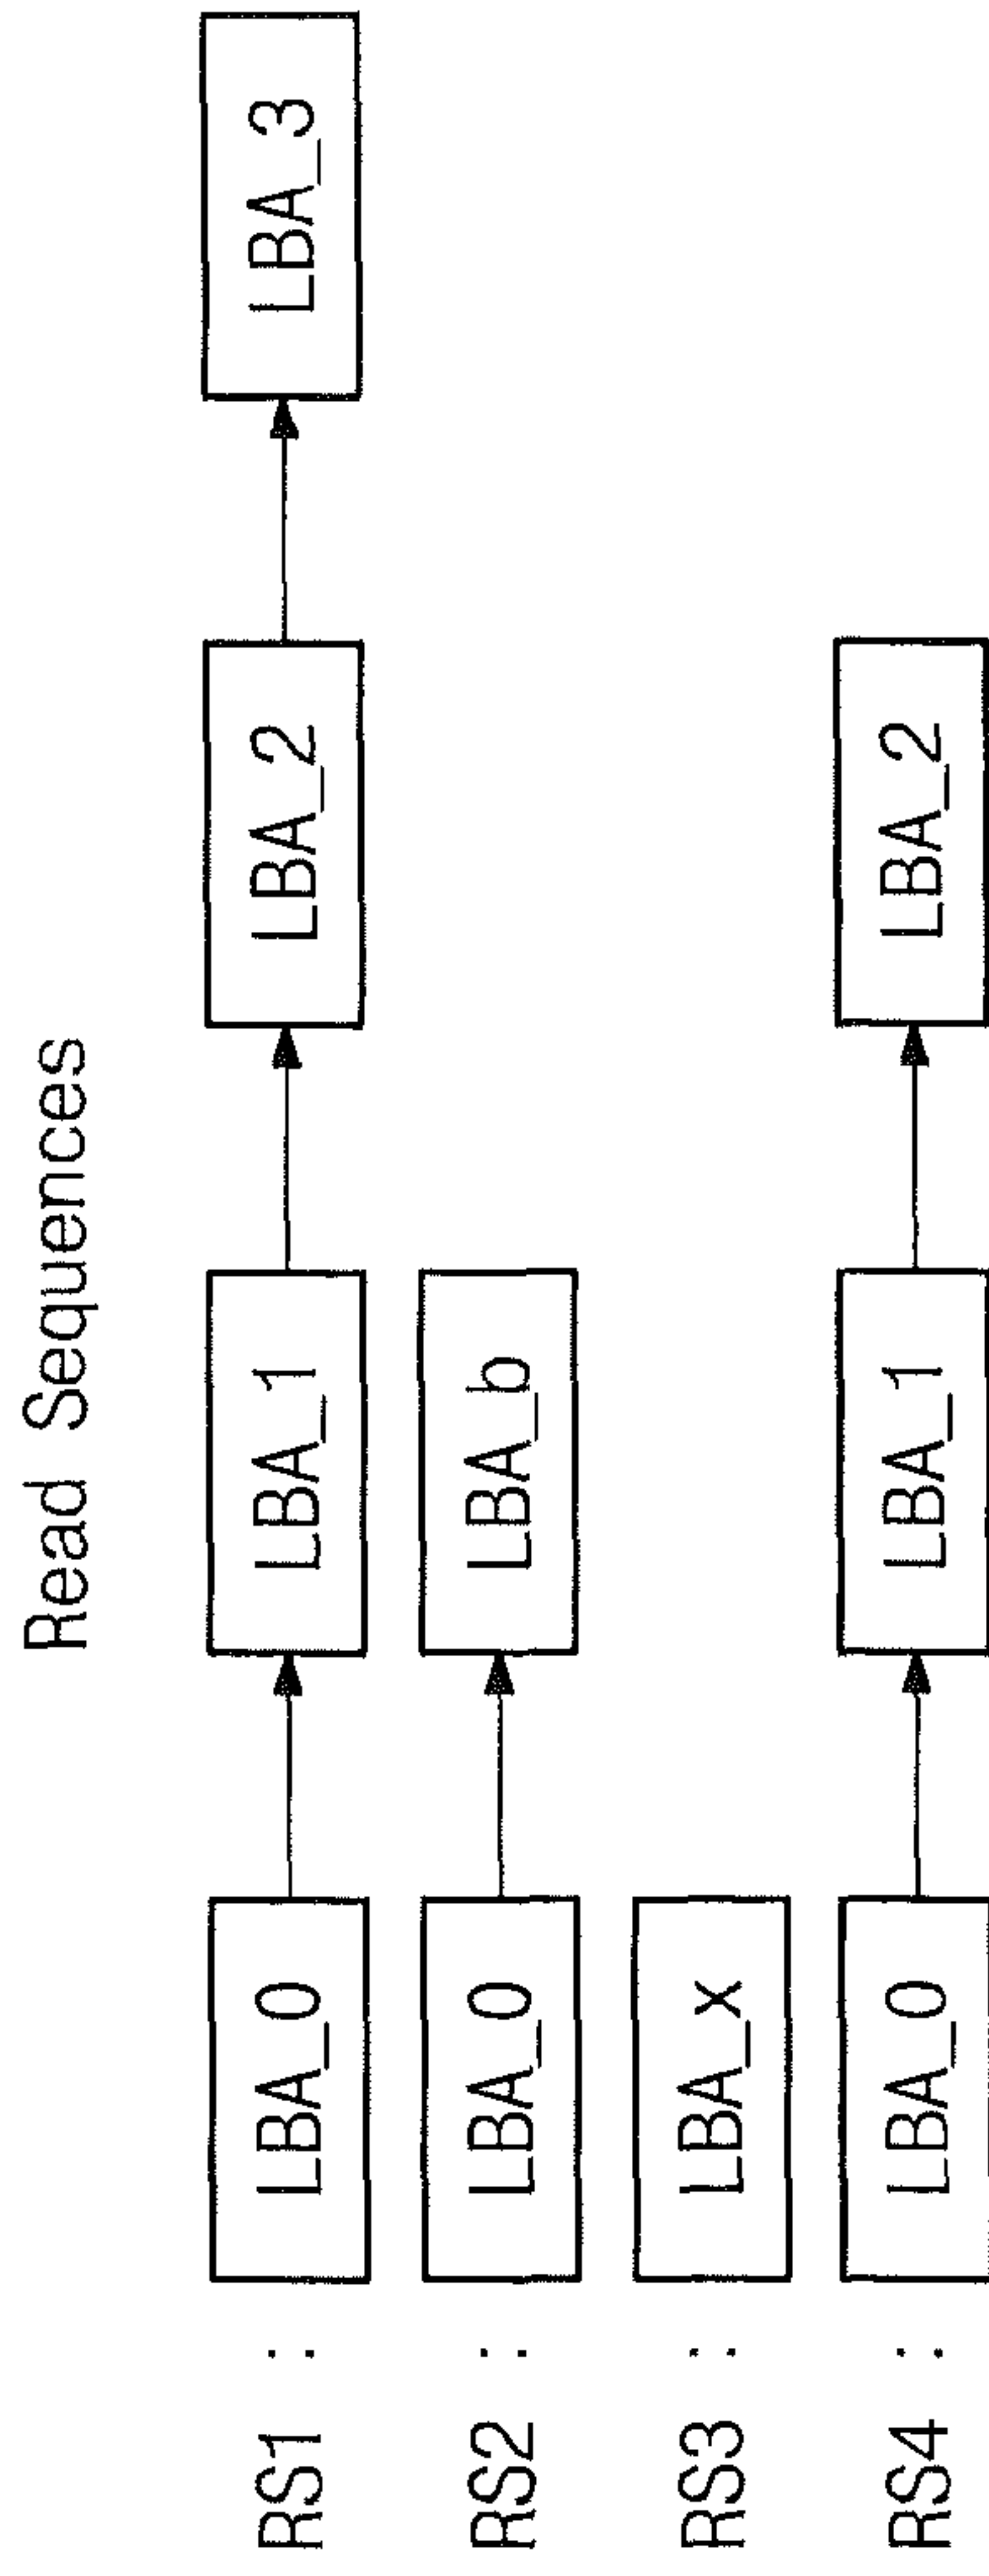 Read Sequences
RS1 : LBA_0 LBA_1 LBA_2 LBA_3
RS2 : LBA_0 LBA_b
RS3 : LBA_x
RS4 : LBA_0 LBA_1 LBA_2